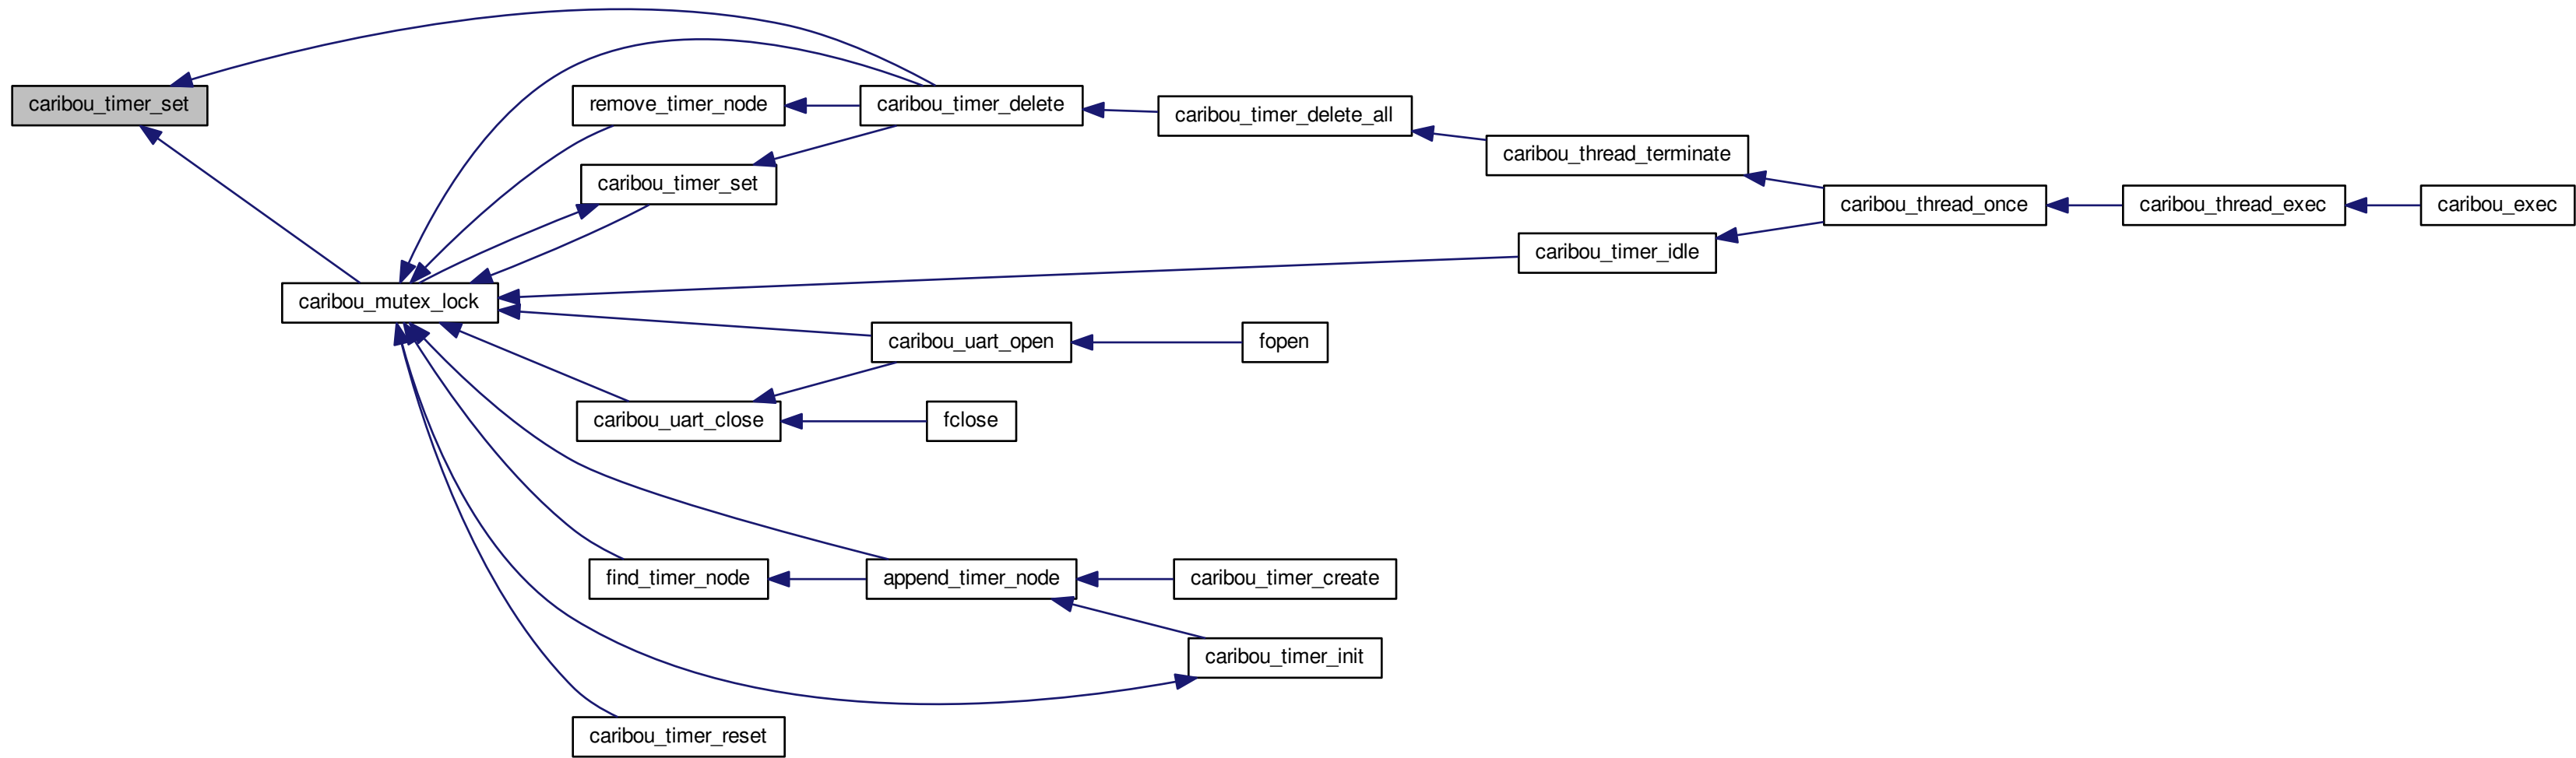 caribou_timer_set
remove_timer_node
caribou_timer_delete
caribou_timer_delete_all
caribou_thread_terminate
caribou_timer_set
caribou_thread_once
caribou_thread_exec
caribou_exec
caribou_timer_idle
caribou_mutex_lock
caribou_uart_open
fopen
caribou_uart_close
fclose
find_timer_node
append_timer_node
caribou_timer_create
caribou_timer_init
caribou_timer_reset